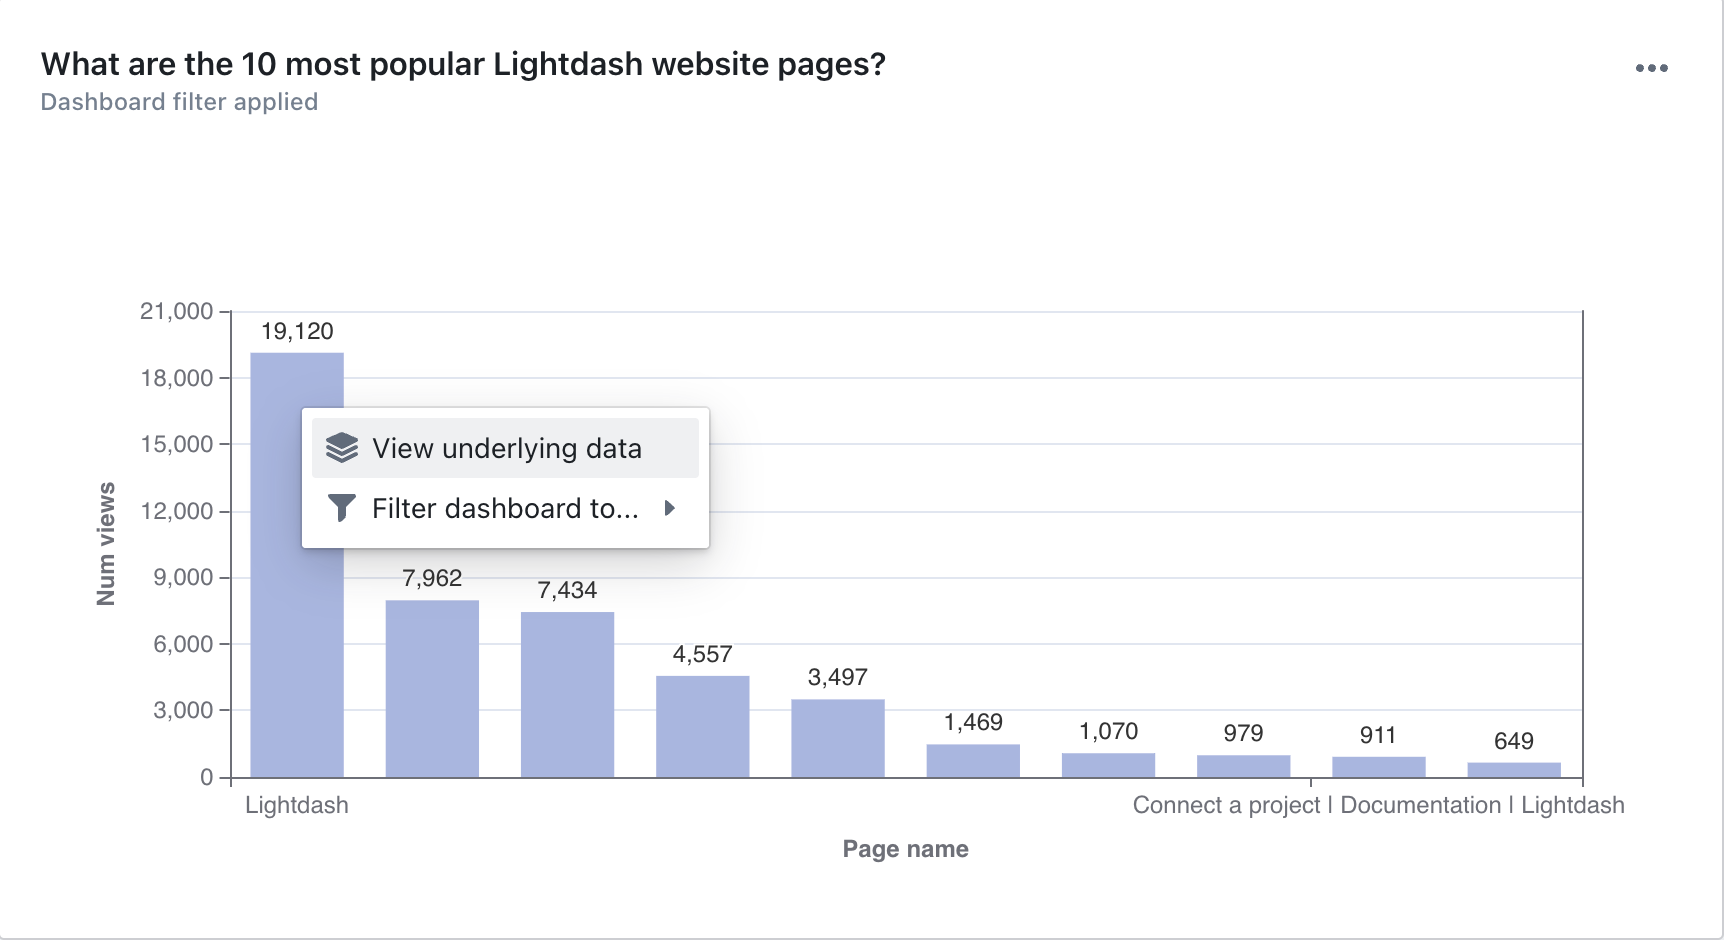 What are the 10 most popular Lightdash website pages?
Dashboard filter applied
21,000
19,120
18,000
15,000
View underlying data
12,000
Filter dashboard to...
Num views
9,000
7,962
7,434
6,000
4,557
3,497
3,000
1,469
1,070
979
911
649
0
Lightdash
Connect a project | Documentation | Lightdash
Page name